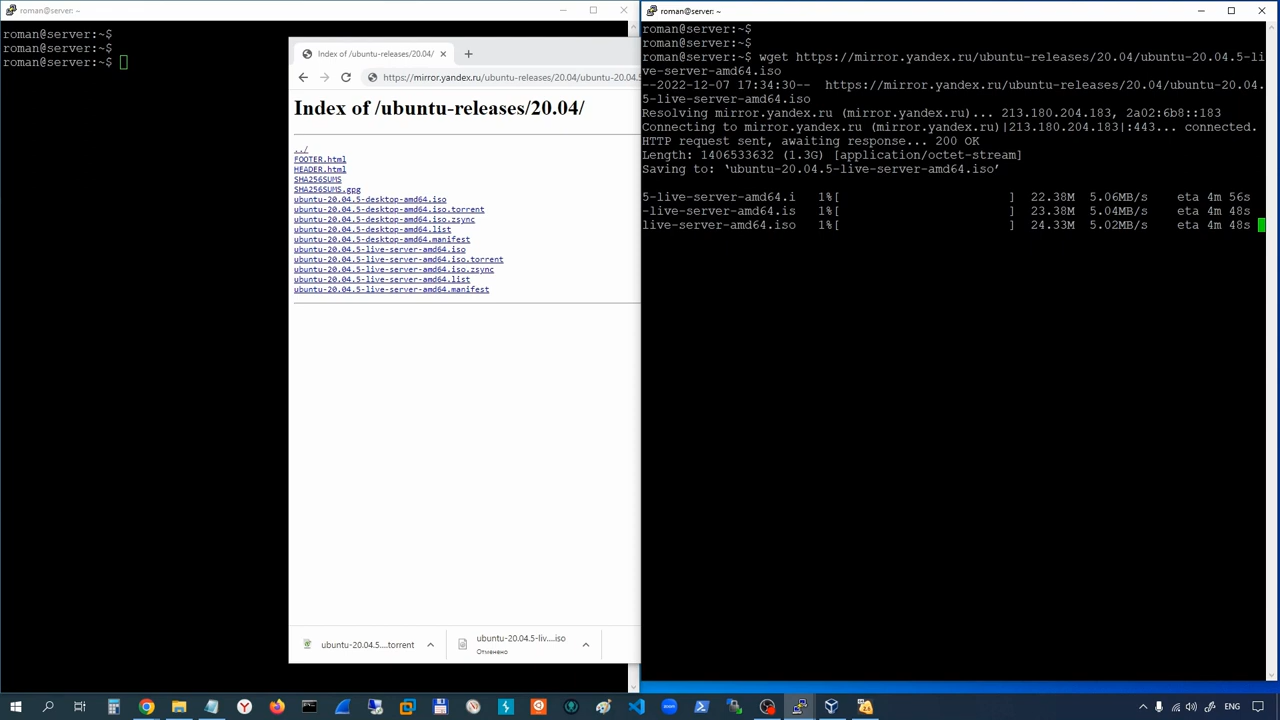 roman@server: ~
roman@server:~$
roman@server:~$
roman@server:~$
Index of /ubuntu-releases/20.04/
https://mirror.yandex.ru/ubuntu-releases/20.04/ubuntu-20.04.5
Index of /ubuntu-releases/20.04/
../
FOOTER.html
HEADER.html
SHA256SUMS
SHA256SUMS.gpg
ubuntu-20.04.5-desktop-amd64.iso
ubuntu-20.04.5-desktop-amd64.iso.torrent
ubuntu-20.04.5-desktop-amd64.iso.zsync
ubuntu-20.04.5-desktop-amd64.list
ubuntu-20.04.5-desktop-amd64.manifest
ubuntu-20.04.5-live-server-amd64.iso
ubuntu-20.04.5-live-server-amd64.iso.torrent
ubuntu-20.04.5-live-server-amd64.iso.zsync
ubuntu-20.04.5-live-server-amd64.list
ubuntu-20.04.5-live-server-amd64.manifest
ubuntu-20.04.5....torrent
ubuntu-20.04.5-liv....iso
Отменено
roman@server: ~
roman@server:~$
roman@server:~$
roman@server:~$ wget https://mirror.yandex.ru/ubuntu-releases/20.04/ubuntu-20.04.5-li
ve-server-amd64.iso
--2022-12-07 17:34:30--  https://mirror.yandex.ru/ubuntu-releases/20.04/ubuntu-20.04.
5-live-server-amd64.iso
Resolving mirror.yandex.ru (mirror.yandex.ru)... 213.180.204.183, 2a02:6b8::183
Connecting to mirror.yandex.ru (mirror.yandex.ru)|213.180.204.183|:443... connected.
HTTP request sent, awaiting response... 200 OK
Length: 1406533632 (1.3G) [application/octet-stream]
Saving to: ‘ubuntu-20.04.5-live-server-amd64.iso’
5-live-server-amd64.i   1%[                    ]  22.38M  5.06MB/s    eta 4m 56s
-live-server-amd64.is   1%[                    ]  23.38M  5.04MB/s    eta 4m 48s
live-server-amd64.iso   1%[                    ]  24.33M  5.02MB/s    eta 4m 48s
ENG